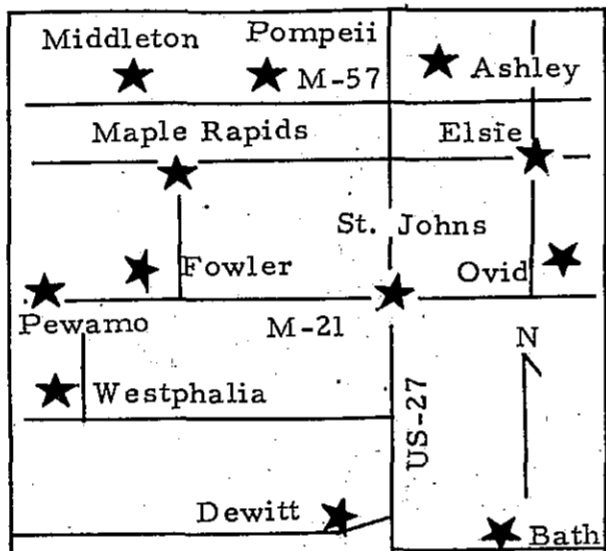 Middleton
Pompeii
M-57
Ashley
Maple Rapids
Elsie
St. Johns
Fowler
Ovid
Pewamo
M-21
N
Westphalia
US-27
Dewitt
Bath